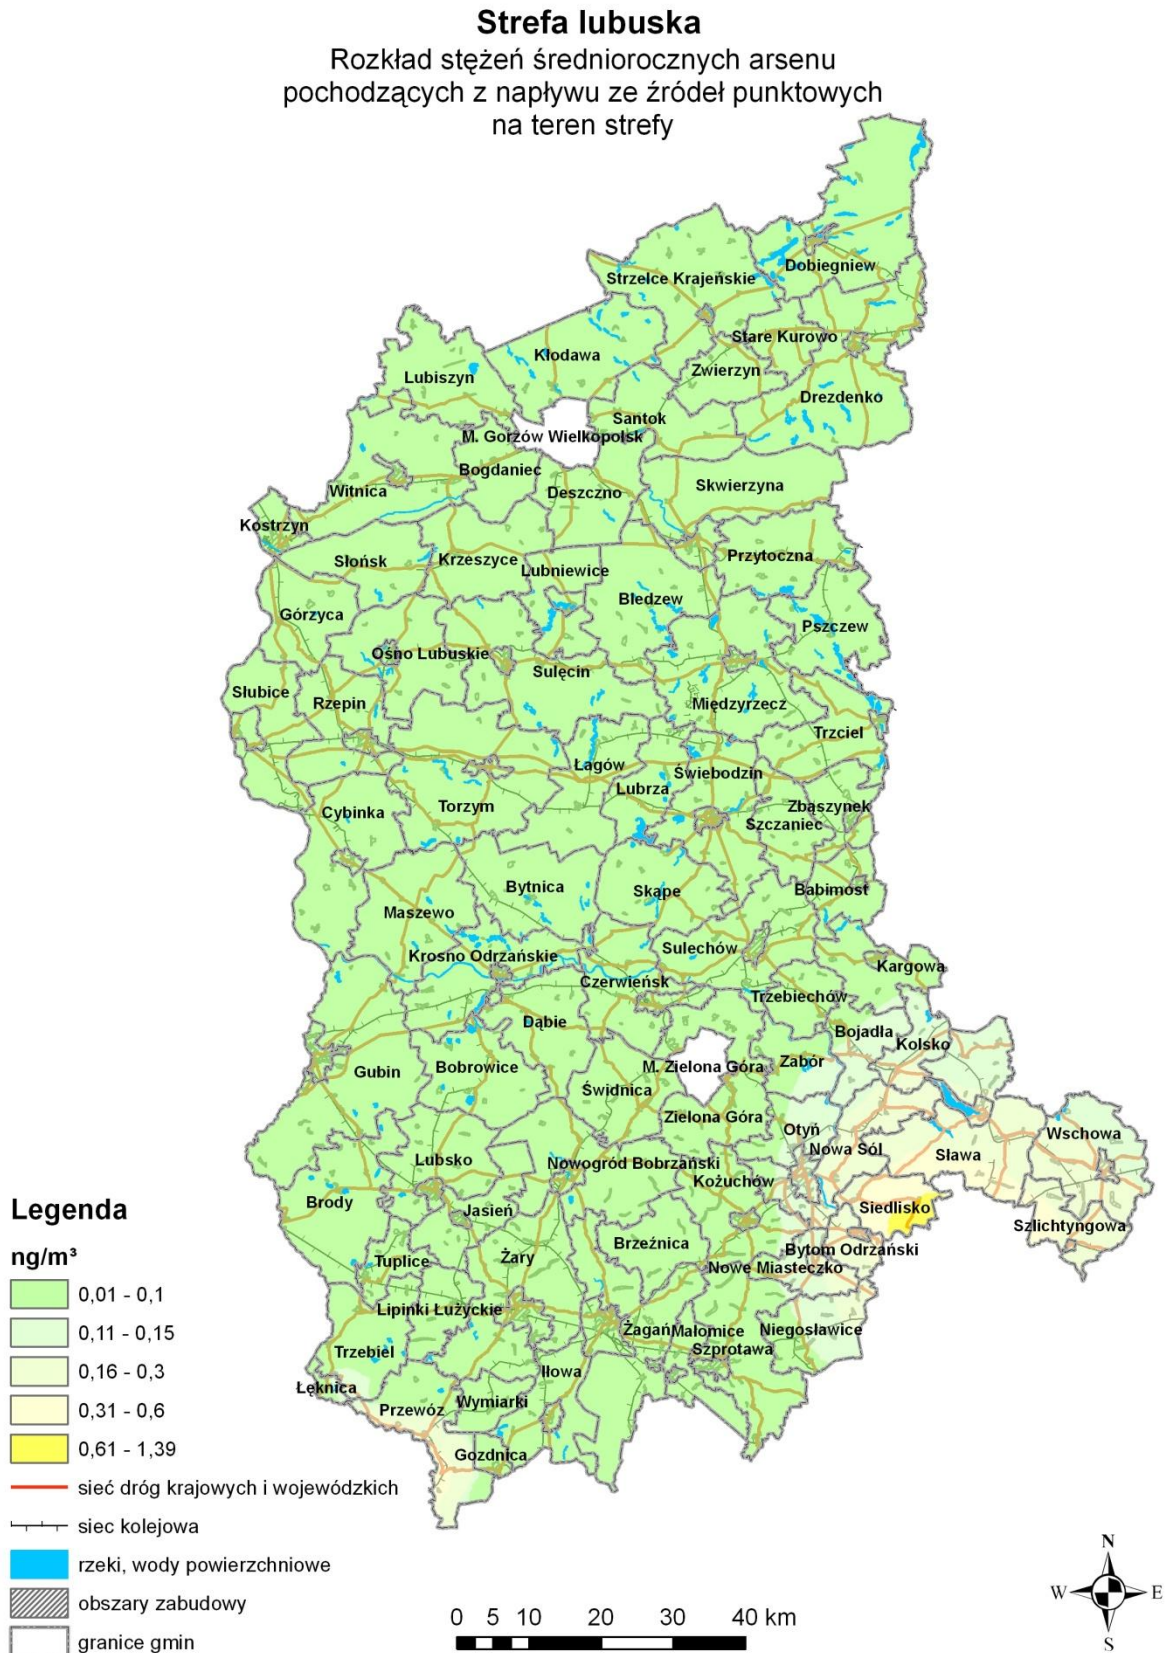 Strefa lubuska
Rozkład stężeń średniorocznych arsenu
pochodzących z napływu ze źródeł punktowych
na teren strefy
Dobiegniew
Strzelce Krajeńskie
Stare Kurowo
Kłodawa
Zwierzyn
Lubiszyn
Drezdenko
Santok
M. Gorzów Wielkopolsk
Bogdaniec
Skwierzyna
Witnica
Deszczno
Kostrzyn
Przytoczna
Słońsk
Krzeszyce
Lubniewice
Bledzew
Górzyca
Pszczew
Ośno Lubuskie
Sulęcin
Słubice
Rzepin
Międzyrzecz
Trzciel
Łagów
Świebodzin
Lubrza
Torzym
Zbąszynek
Cybinka
Szczaniec
Bytnica
Skąpe
Babimost
Maszewo
Sulechów
Krosno Odrzańskie
Kargowa
Czerwieńsk
Trzebiechów
Dąbie
Bojadła
Kolsko
Zabór
M. Zielona Góra
Gubin
Bobrowice
Świdnica
Zielona Góra
Otyń
Wschowa
Nowa Sól
Sława
Lubsko
Nowogród Bobrzański
Kożuchów
Brody
Jasień
Siedlisko
Szlichtyngowa
Brzeźnica
Bytom Odrzański
Żary
Tuplice
Nowe Miasteczko
Lipinki Łużyckie
Żagań
Małomice
Niegosławice
Szprotawa
Trzebiel
Iłowa
Łęknica
Wymiarki
Przewóz
Gozdnica
Legenda
ng/m³
0,01 - 0,1
0,11 - 0,15
0,16 - 0,3
0,31 - 0,6
0,61 - 1,39
sieć dróg krajowych i wojewódzkich
siec kolejowa
rzeki, wody powierzchniowe
obszary zabudowy
granice gmin
0 5 10 20 30 40 km
N
W E
S